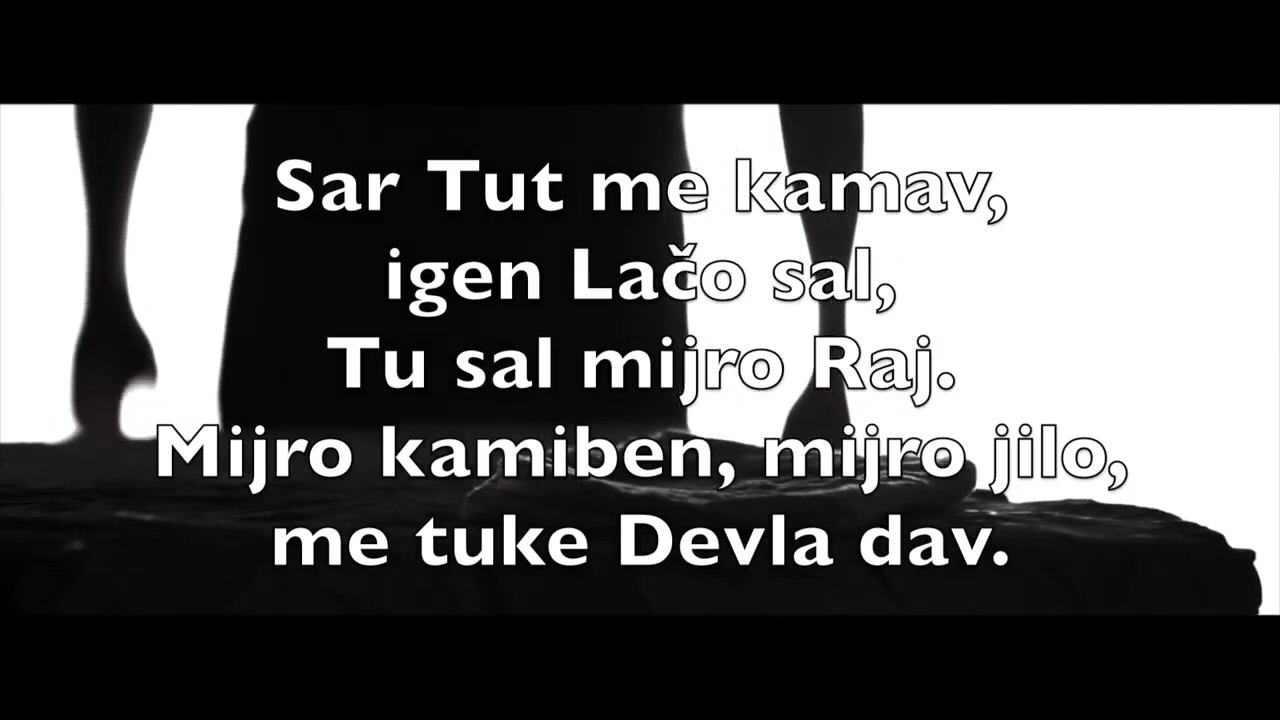 Sar Tut me kamav,
igen Lačo sal,
Tu sal mijro Raj.
Mijro kamiben, mijro jilo,
me tuke Devla dav.